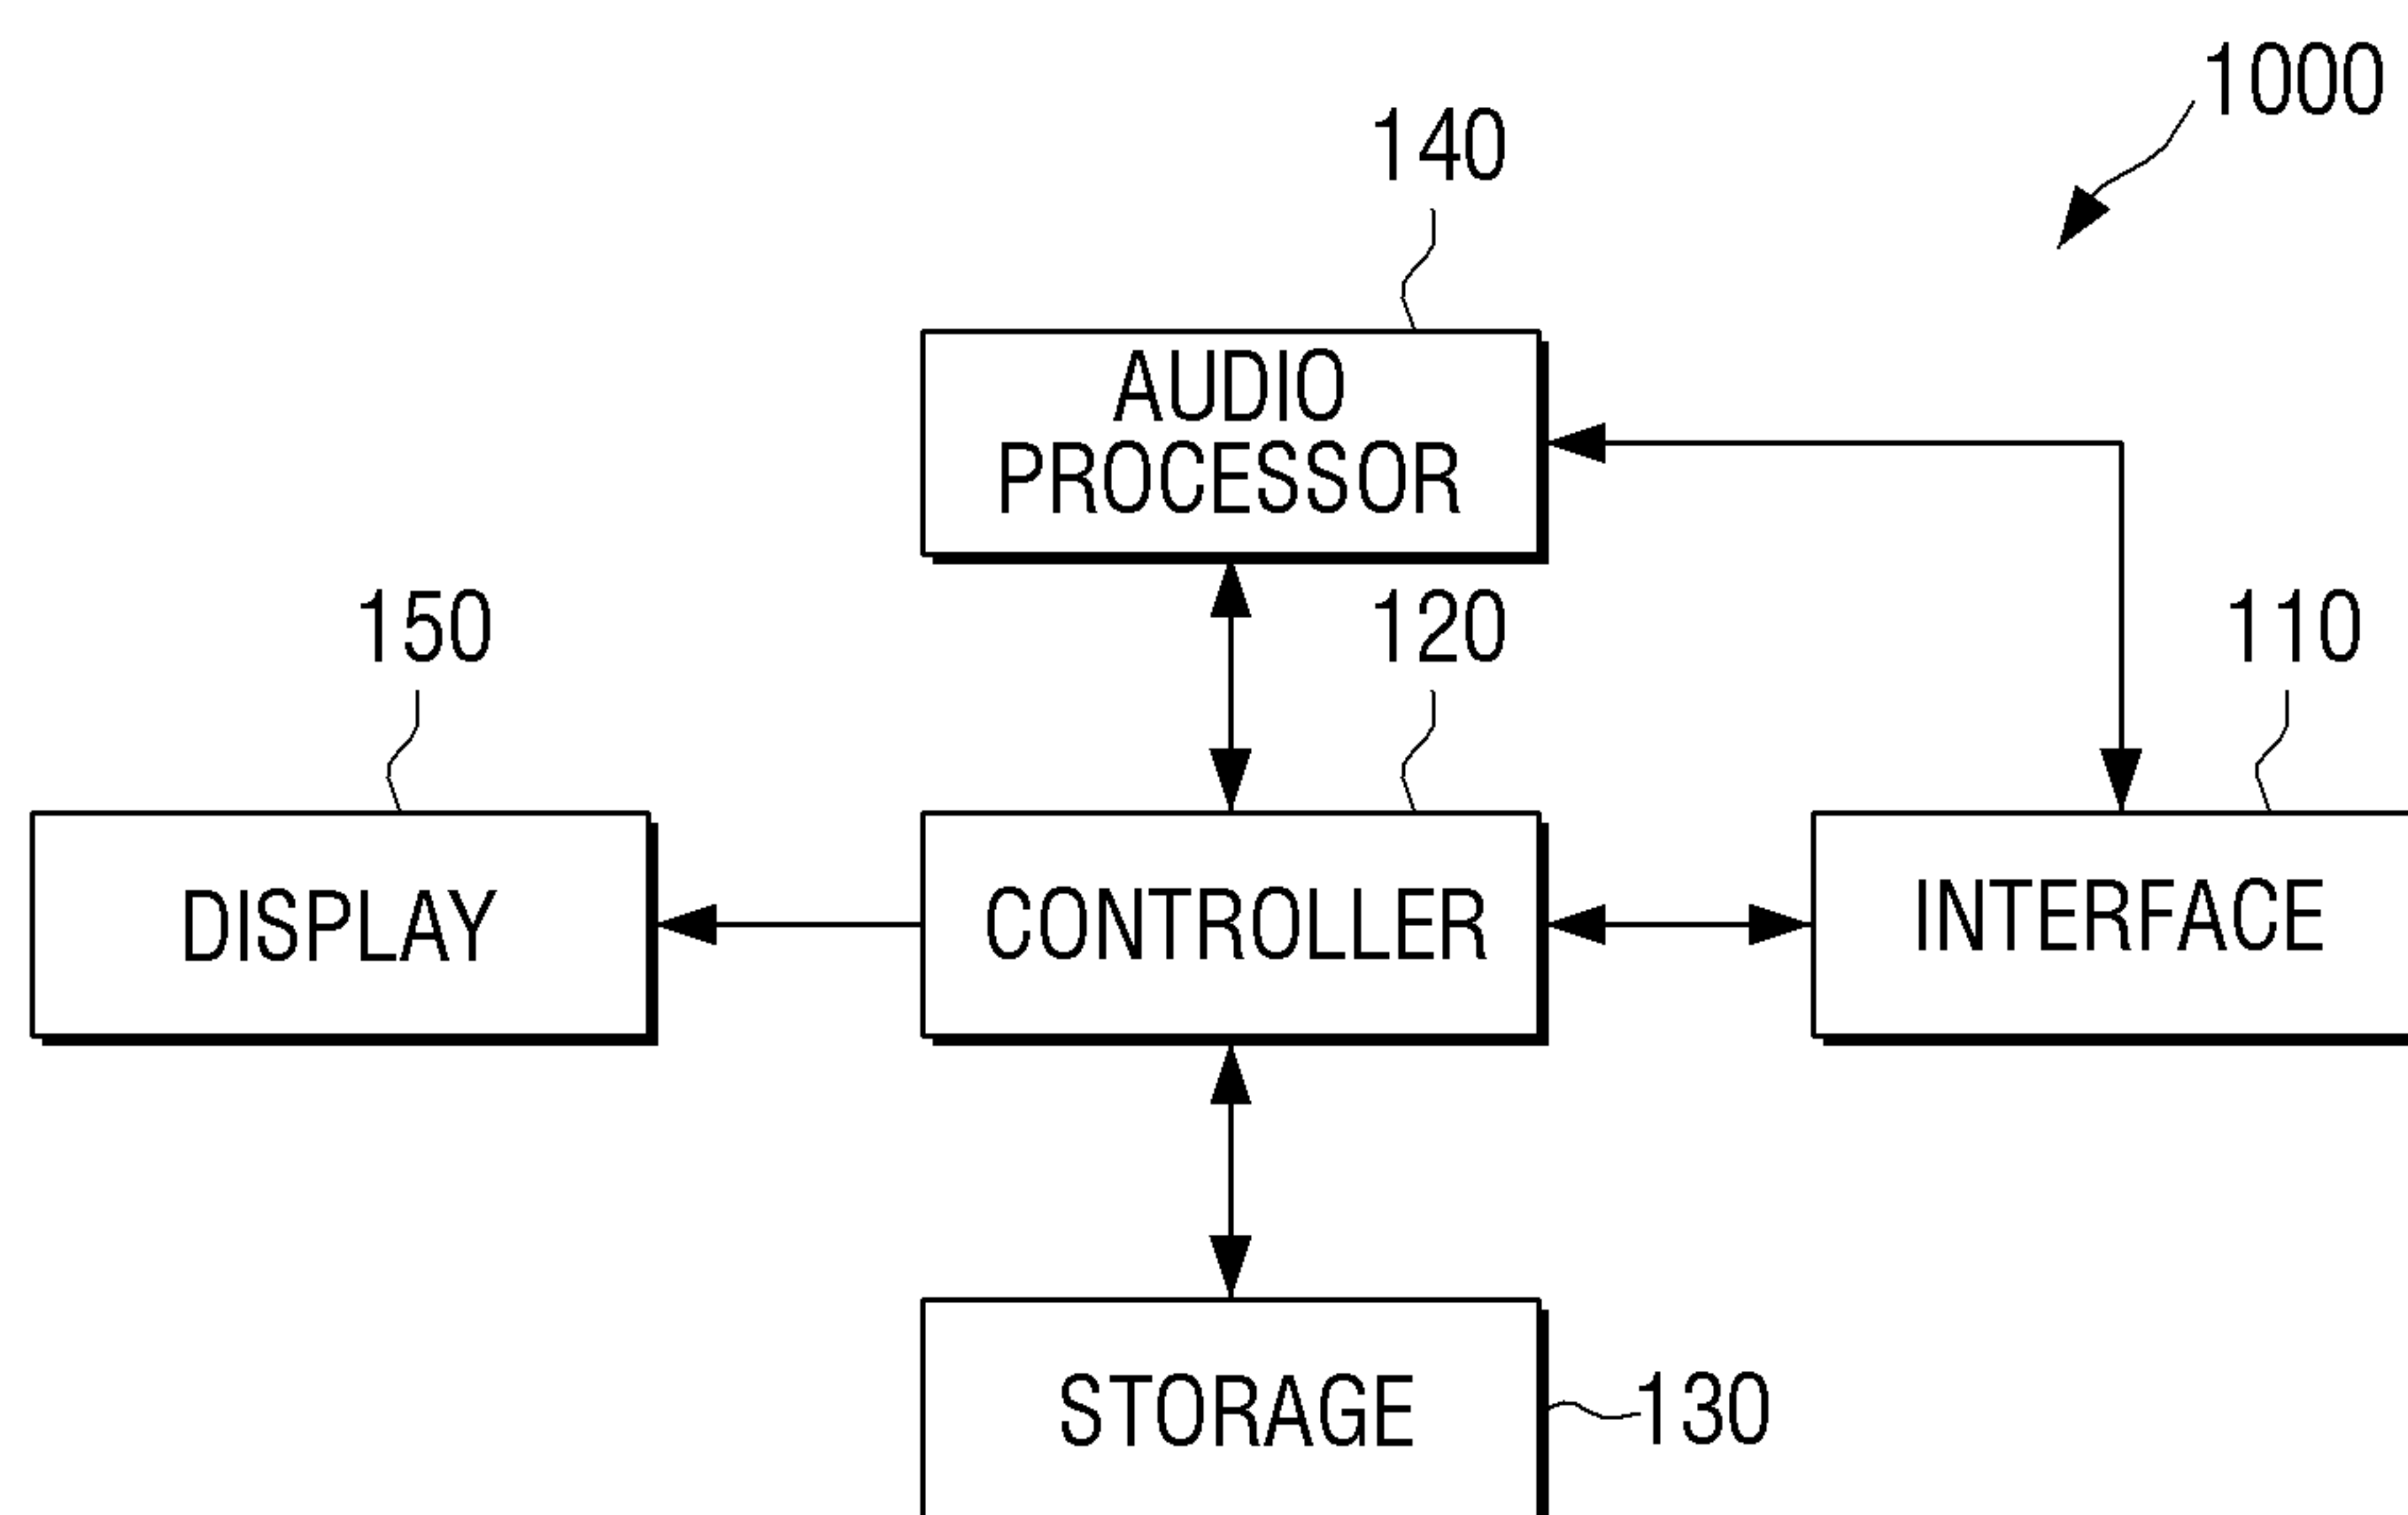 1000
140
AUDIO
PROCESSOR
150
120
110
DISPLAY
CONTROLLER
INTERFACE
STORAGE
130